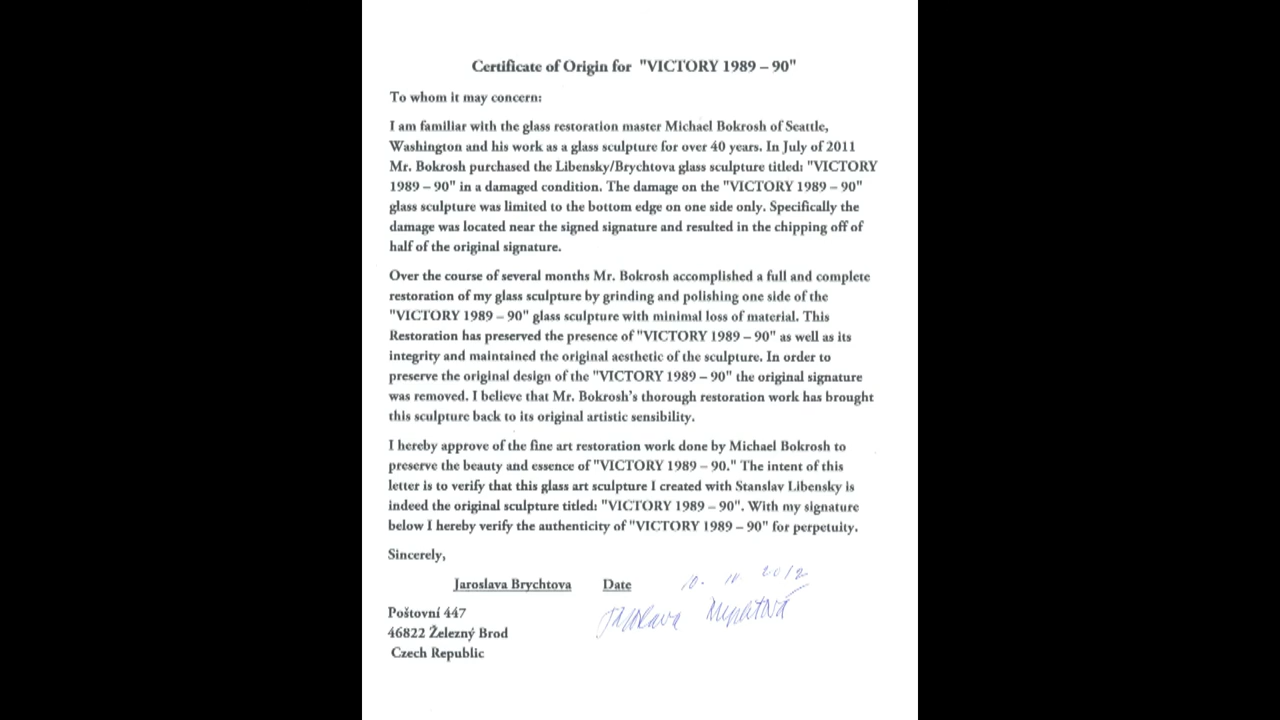 Certificate of Origin for "VICTORY 1989 – 90"
To whom it may concern:
I am familiar with the glass restoration master Michael Bokrosh of Seattle,
Washington and his work as a glass sculpture for over 40 years. In July of 2011
Mr. Bokrosh purchased the Libensky/Brychtova glass sculpture titled: "VICTORY
1989 – 90" in a damaged condition. The damage on the "VICTORY 1989 – 90"
glass sculpture was limited to the bottom edge on one side only. Specifically the
damage was located near the signed signature and resulted in the chipping off of
half of the original signature.
Over the course of several months Mr. Bokrosh accomplished a full and complete
restoration of my glass sculpture by grinding and polishing one side of the
"VICTORY 1989 – 90" glass sculpture with minimal loss of material. This
Restoration has preserved the presence of "VICTORY 1989 – 90" as well as its
integrity and maintained the original aesthetic of the sculpture. In order to
preserve the original design of the "VICTORY 1989 – 90" the original signature
was removed. I believe that Mr. Bokrosh's thorough restoration work has brought
this sculpture back to its original artistic sensibility.
I hereby approve of the fine art restoration work done by Michael Bokrosh to
preserve the beauty and essence of "VICTORY 1989 – 90." The intent of this
letter is to verify that this glass art sculpture I created with Stanslav Libensky is
indeed the original sculpture titled: "VICTORY 1989 – 90". With my signature
below I hereby verify the authenticity of "VICTORY 1989 – 90" for perpetuity.
Sincerely,
Jaroslava Brychtova Date 10. 2012
Jaroslava Brychtová
Poštovní 447
46822 Železný Brod
Czech Republic